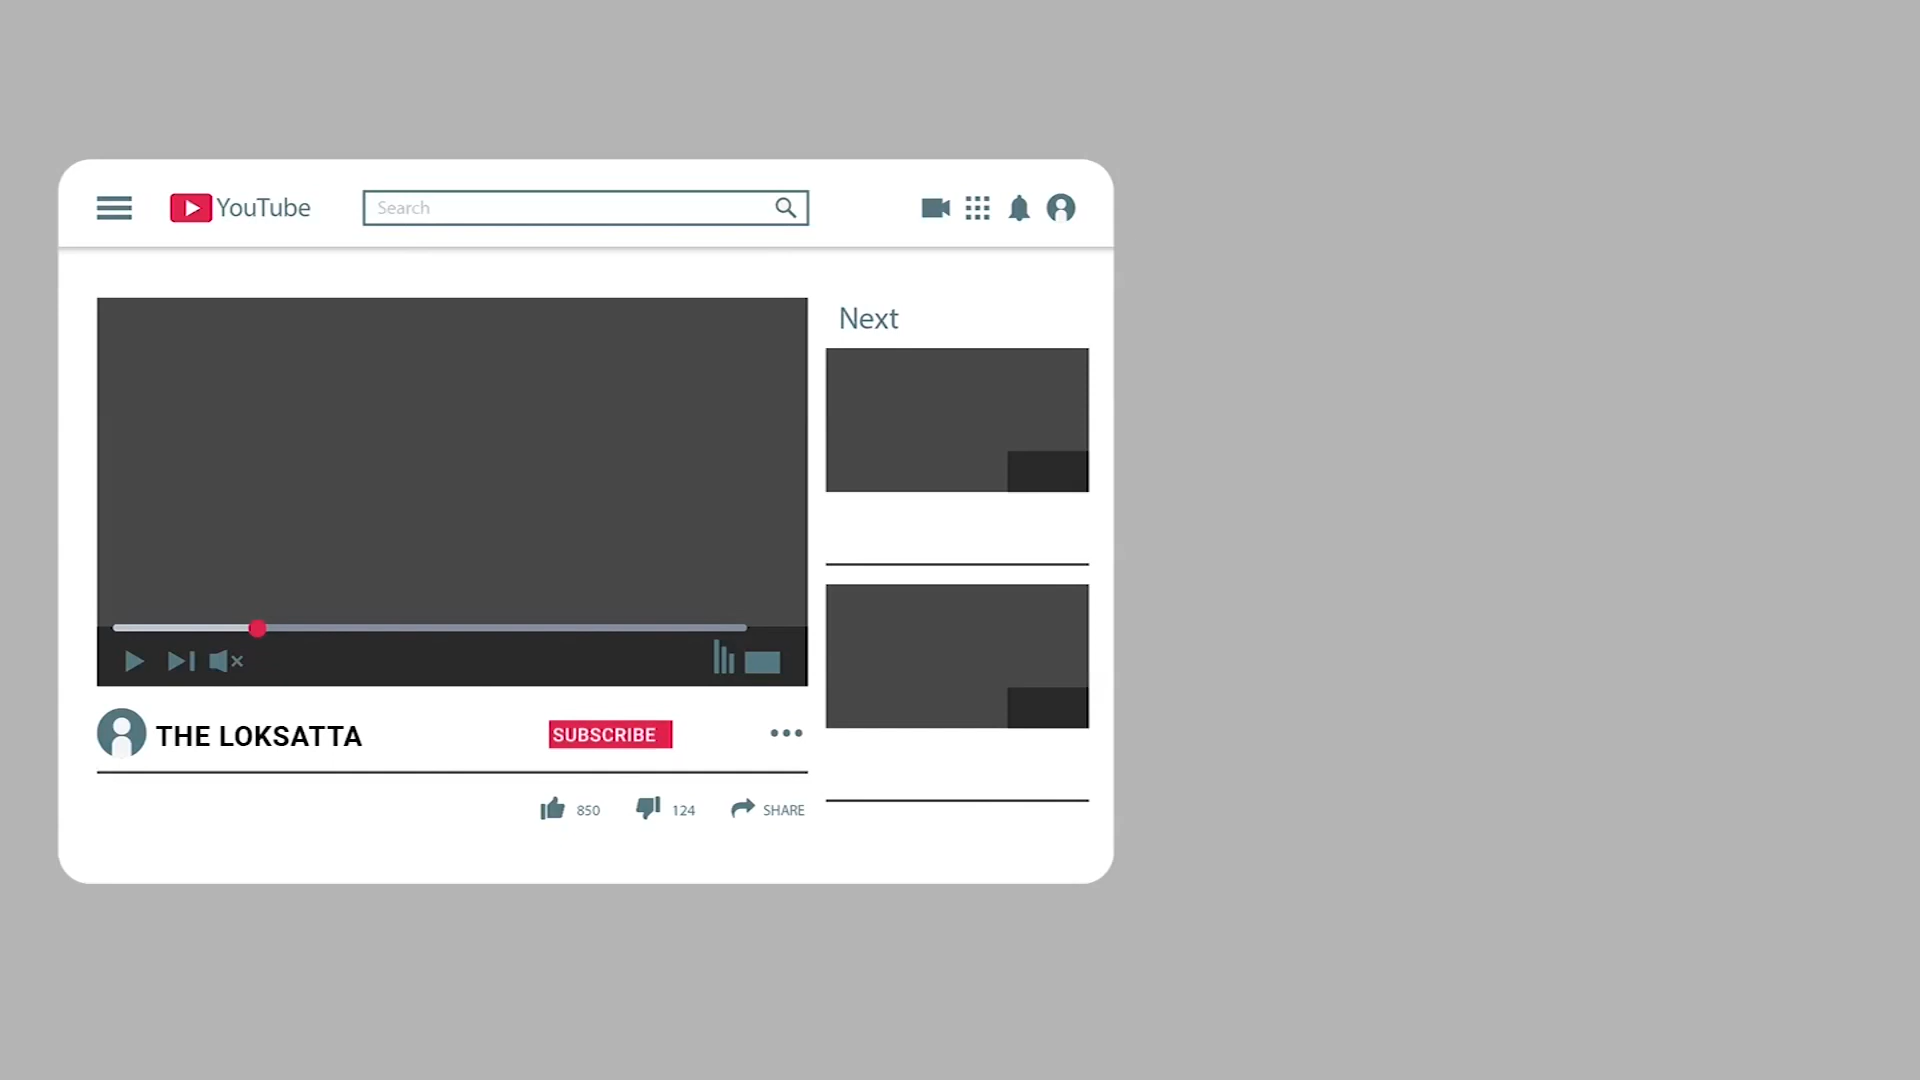 YouTube
Search
Next
THE LOKSATTA
SUBSCRIBE
850
124
SHARE